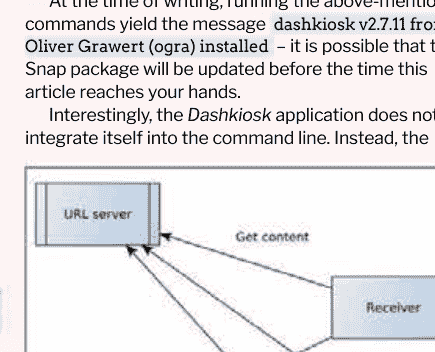 At the time of writing, running the above-mentio
commands yield the message dashkiosk v2.7.11 fro
Oliver Grawert (ogra) installed – it is possible that t
Snap package will be updated before the time this
article reaches your hands.
Interestingly, the Dashkiosk application does not
integrate itself into the command line. Instead, the
URL server
Get content
Receiver